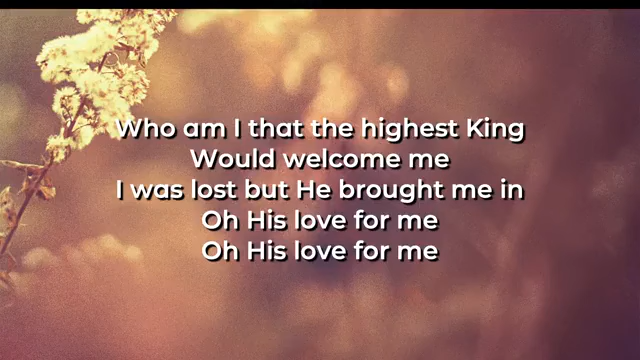 Who am I that the highest King
Would welcome me
I was lost but He brought me in
Oh His love for me
Oh His love for me